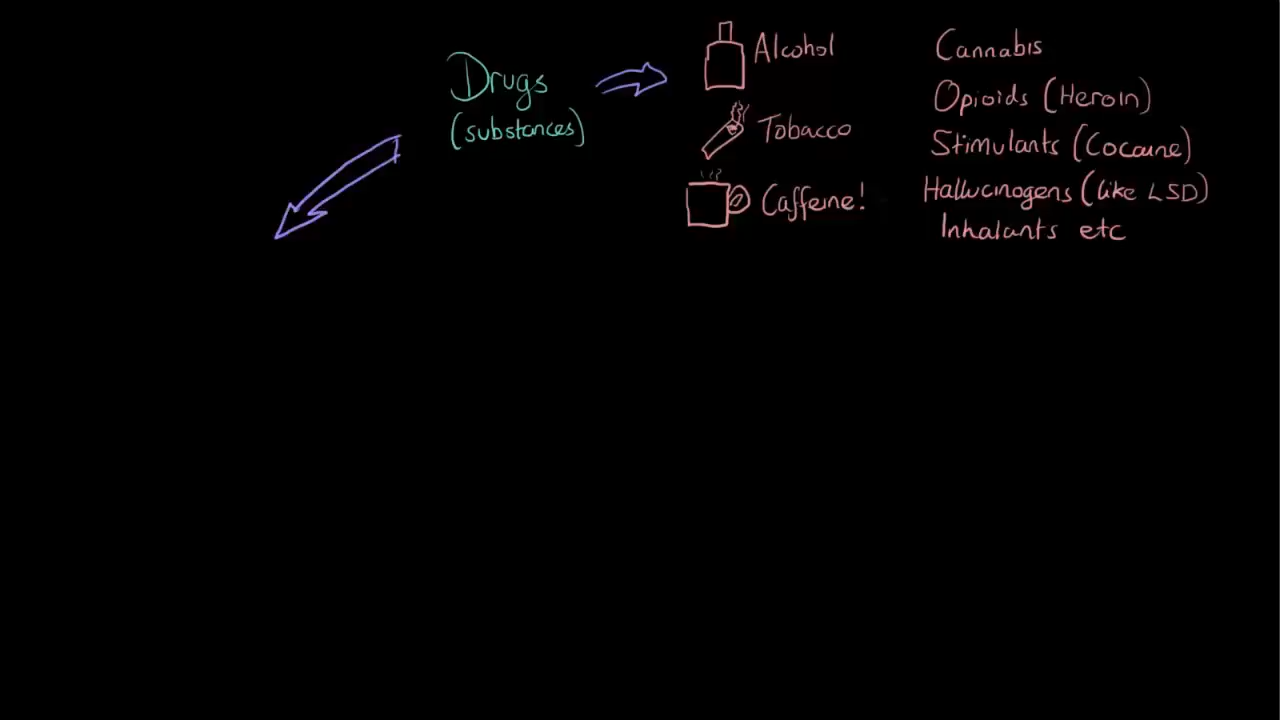 Drugs
(substances)
Alcohol
Tobacco
Caffeine!
Cannabis
Opioids (Heroin)
Stimulants (Cocaine)
Hallucinogens (like LSD)
Inhalants etc